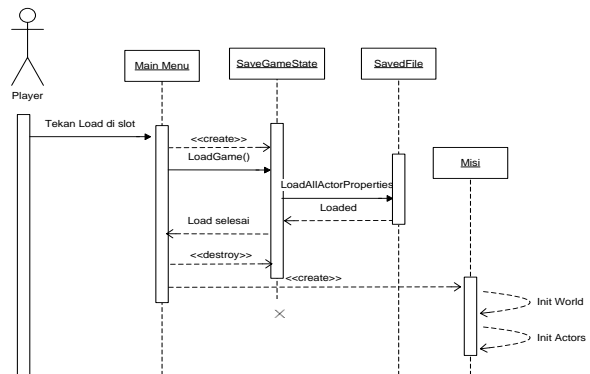 Player
Main Menu
SaveGameState
SavedFile
Misi
Tekan Load di slot
<<create>>
LoadGame()
LoadAllActorProperties
Loaded
Load selesai
<<destroy>>
<<create>>
Init World
Init Actors